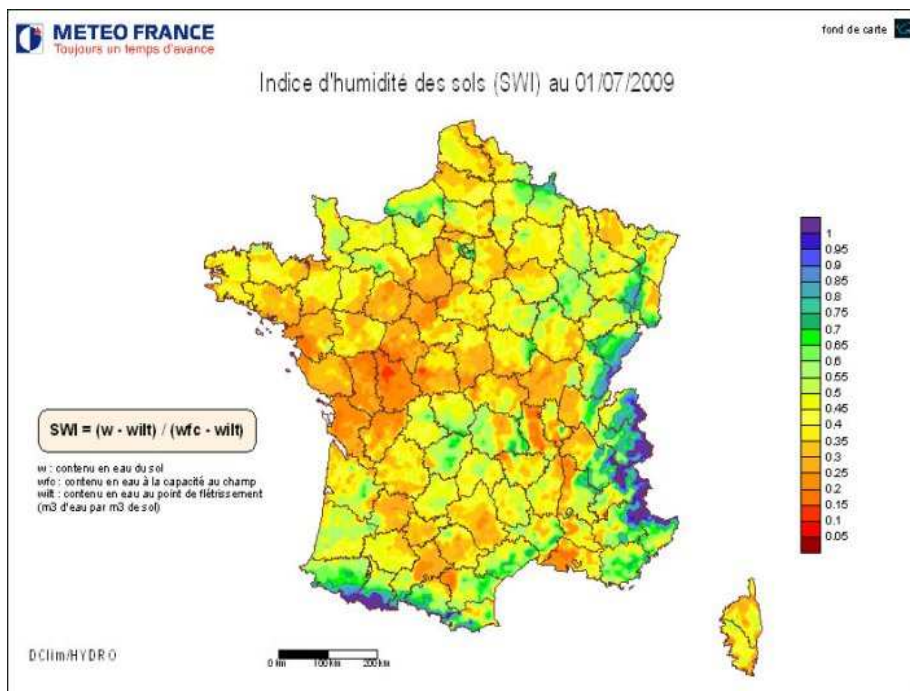 METEO FRANCE
Toujours un temps d'avance
fond de carte
Indice d'humidité des sols (SWI) au 01/07/2009
1
0.95
0.9
0.8
0.75
0.7
0.65
0.6
0.55
0.5
0.45
0.4
0.35
0.3
0.25
0.2
0.15
0.1
0.05
SWI = (w - wilt) / (wfc - wilt)
w : contenu en eau du sol
wfc : contenu en eau à la capacité au champ
wilt : contenu en eau au point de flétrissement
(m3 d'eau par m3 de sol)
DClim/HYDRO
0 km 100 km 200 km